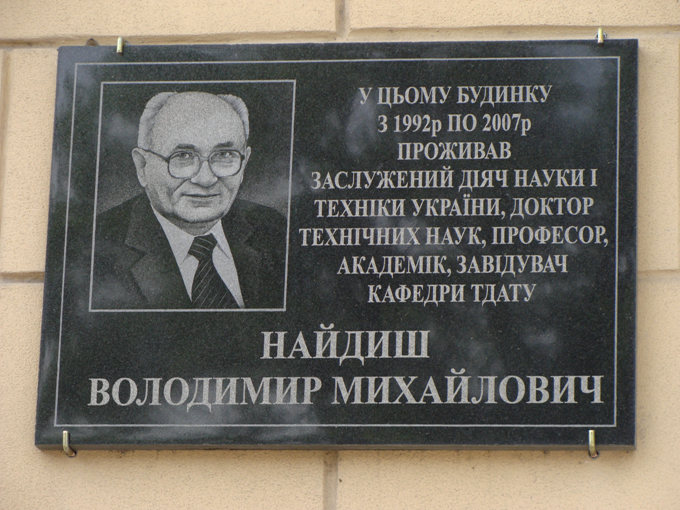 У ЦЬОМУ БУДИНКУ
З 1992р ПО 2007р
ПРОЖИВАВ
ЗАСЛУЖЕНИЙ ДІЯЧ НАУКИ І
ТЕХНІКИ УКРАЇНИ, ДОКТОР
ТЕХНІЧНИХ НАУК, ПРОФЕСОР,
АКАДЕМІК, ЗАВІДУВАЧ
КАФЕДРИ ТДАТУ
НАЙДИШ
ВОЛОДИМИР МИХАЙЛОВИЧ